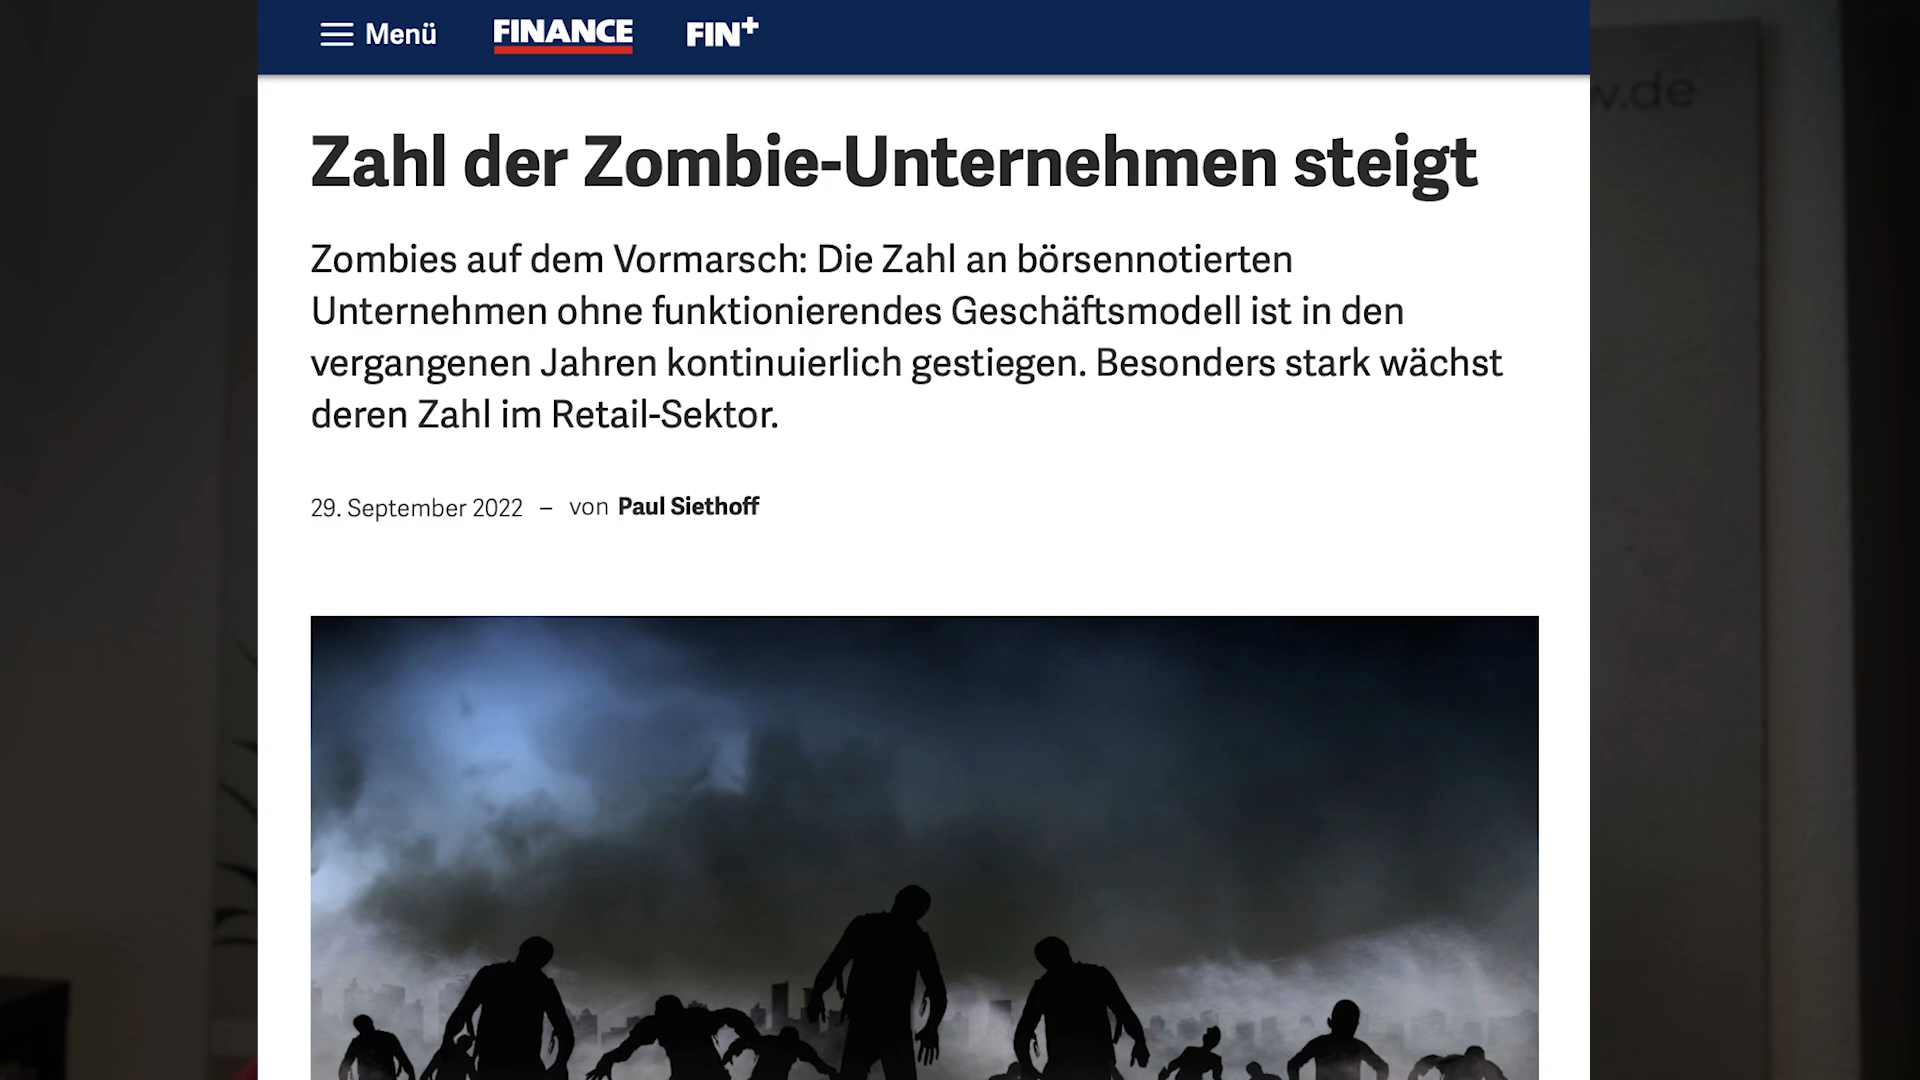 Menü FINANCE FIN+
w.de
Zahl der Zombie-Unternehmen steigt
Zombies auf dem Vormarsch: Die Zahl an börsennotierten
Unternehmen ohne funktionierendes Geschäftsmodell ist in den
vergangenen Jahren kontinuierlich gestiegen. Besonders stark wächst
deren Zahl im Retail-Sektor.
29. September 2022 – von Paul Siethoff